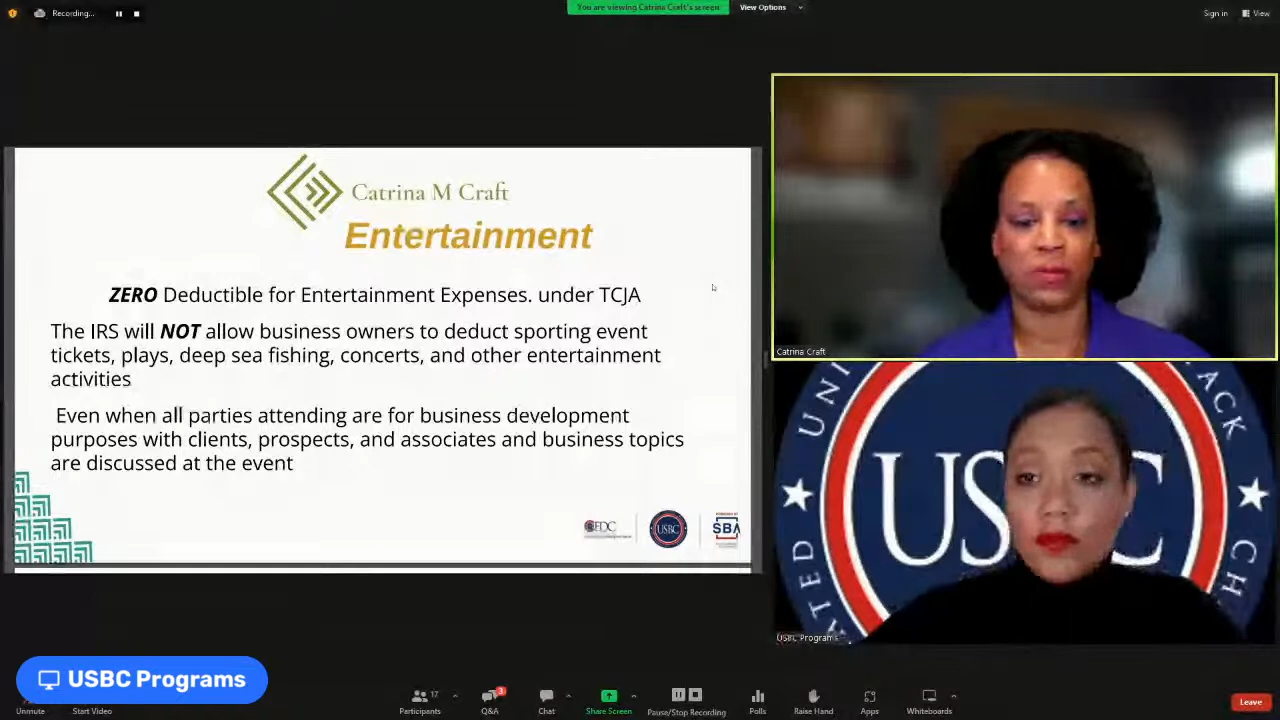 Recording...
You are viewing Catrina Craft's screen
View Options
Sign in
View
Catrina M Craft
Entertainment
ZERO Deductible for Entertainment Expenses. under TCJA
The IRS will NOT allow business owners to deduct sporting event
tickets, plays, deep sea fishing, concerts, and other entertainment
activities
Even when all parties attending are for business development
purposes with clients, prospects, and associates and business topics
are discussed at the event
USBC
SBA
Catrina Craft
USBC Programs
USBC Programs
Unmute
Start Video
Participants
17
Q&A
3
Chat
Share Screen
Pause/Stop Recording
Polls
Raise Hand
Apps
Whiteboards
Leave